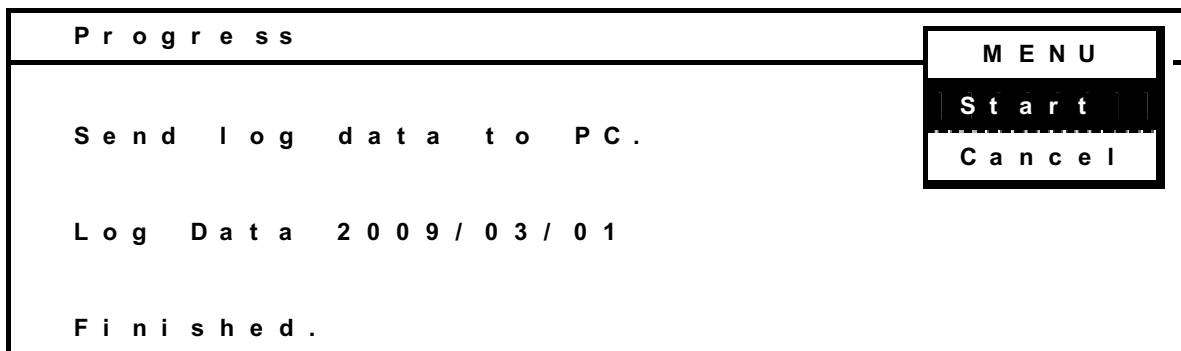 Progress
MENU
Start
Cancel
Send log data to PC.
Log Data 2009/03/01
Finished.